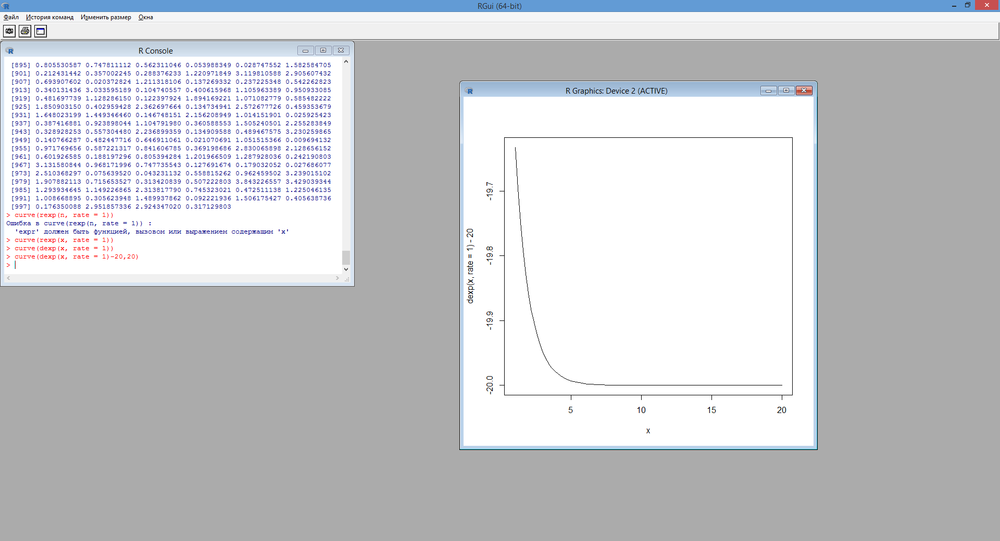 RGui (64-bit)
Файл История команд Изменить размер Окна
R Console
[895] 0.805530587 0.747811112 0.562311046 0.053988349 0.028747552 1.582584705
[901] 0.212431442 0.357002245 0.288376233 1.220971849 3.119810588 2.905607432
[907] 0.693907602 0.020372824 1.211318106 0.137269332 0.237225348 0.542262823
[913] 0.340131436 3.033595189 0.104740557 0.400615968 1.105963389 0.950933085
[919] 0.481697739 1.128286150 0.122397924 1.894169221 1.071082779 0.585482222
[925] 1.850903150 0.402959428 2.362697664 0.134734941 2.572677726 0.459353679
[931] 1.648023199 1.449346460 0.146748151 2.156208949 1.014151901 0.025925423
[937] 0.387416881 0.923898044 1.104791980 0.360588553 1.505240501 2.255283849
[943] 0.328928253 0.557304480 2.236899359 0.134909588 0.489467575 3.230259865
[949] 0.140766287 0.482447716 0.646911061 0.021070691 1.051515366 0.009694132
[955] 0.971769656 0.587221317 0.841606785 0.369198686 2.830065898 2.128656152
[961] 0.601926585 0.188197296 0.805394284 1.201966509 1.287928036 0.242190803
[967] 3.131580844 0.968171996 0.747735543 0.127691674 0.179032052 0.027686077
[973] 2.510368297 0.075639520 0.043231132 0.558815262 0.962459502 3.239015102
[979] 1.907882113 0.715653527 0.313420839 0.507222803 3.843226557 3.429039344
[985] 1.293934645 1.149226865 2.313817790 0.745323021 0.472511138 1.225046135
[991] 1.008668895 0.305623948 1.489937862 0.092221936 1.506175427 0.405638736
[997] 0.176350088 2.951857336 2.924347020 0.317129803
> curve(rexp(n, rate = 1))
Ошибка в curve(rexp(n, rate = 1)) :
'expr' должен быть функцией, вызовом или выражением содержащим 'x'
> curve(rexp(x, rate = 1))
> curve(dexp(x, rate = 1))
> curve(dexp(x, rate = 1)-20,20)
>
R Graphics: Device 2 (ACTIVE)
dexp(x, rate = 1) - 20
-19.7
-19.8
-19.9
-20.0
5 10 15 20
x